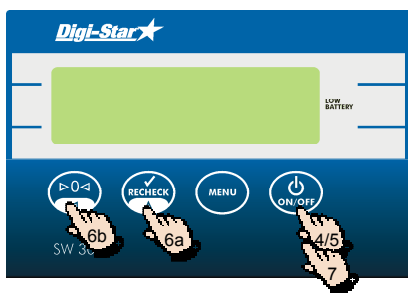 Digi-Star
LOW
BATTERY
▷0◁
RECHECK
MENU
ON/OFF
6b
6a
4/5
7